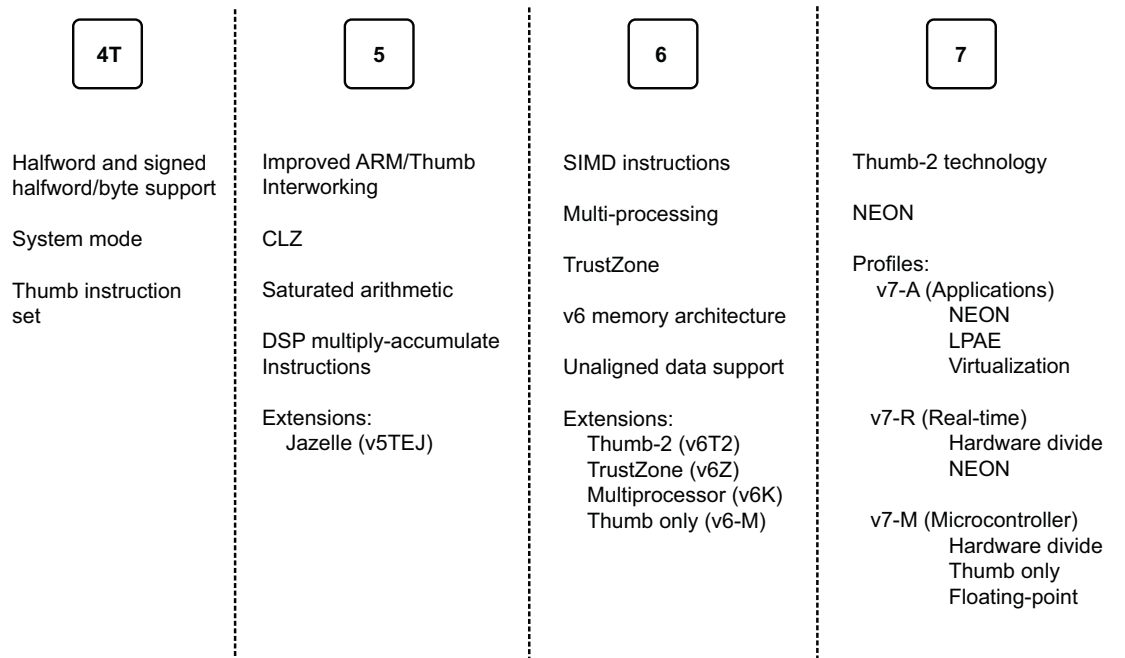 4T
Halfword and signed
halfword/byte support
System mode
Thumb instruction
set
5
Improved ARM/Thumb
Interworking
CLZ
Saturated arithmetic
DSP multiply-accumulate
Instructions
Extensions:
Jazelle (v5TEJ)
6
SIMD instructions
Multi-processing
TrustZone
v6 memory architecture
Unaligned data support
Extensions:
Thumb-2 (v6T2)
TrustZone (v6Z)
Multiprocessor (v6K)
Thumb only (v6-M)
7
Thumb-2 technology
NEON
Profiles:
v7-A (Applications)
NEON
LPAE
Virtualization
v7-R (Real-time)
Hardware divide
NEON
v7-M (Microcontroller)
Hardware divide
Thumb only
Floating-point